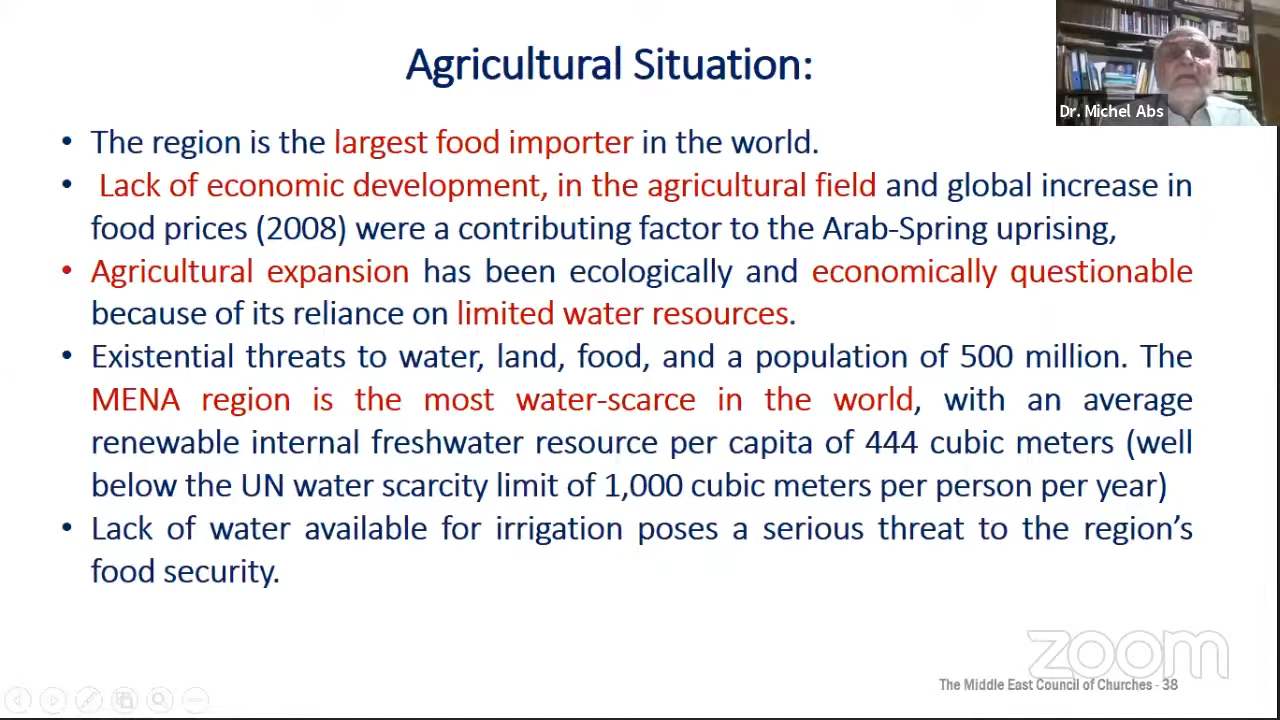 Agricultural Situation:
Dr. Michel Abs
• The region is the largest food importer in the world.
• Lack of economic development, in the agricultural field and global increase in
food prices (2008) were a contributing factor to the Arab-Spring uprising,
• Agricultural expansion has been ecologically and economically questionable
because of its reliance on limited water resources.
• Existential threats to water, land, food, and a population of 500 million. The
MENA region is the most water-scarce in the world, with an average
renewable internal freshwater resource per capita of 444 cubic meters (well
below the UN water scarcity limit of 1,000 cubic meters per person per year)
• Lack of water available for irrigation poses a serious threat to the region’s
food security.
zoom
The Middle East Council of Churches - 38